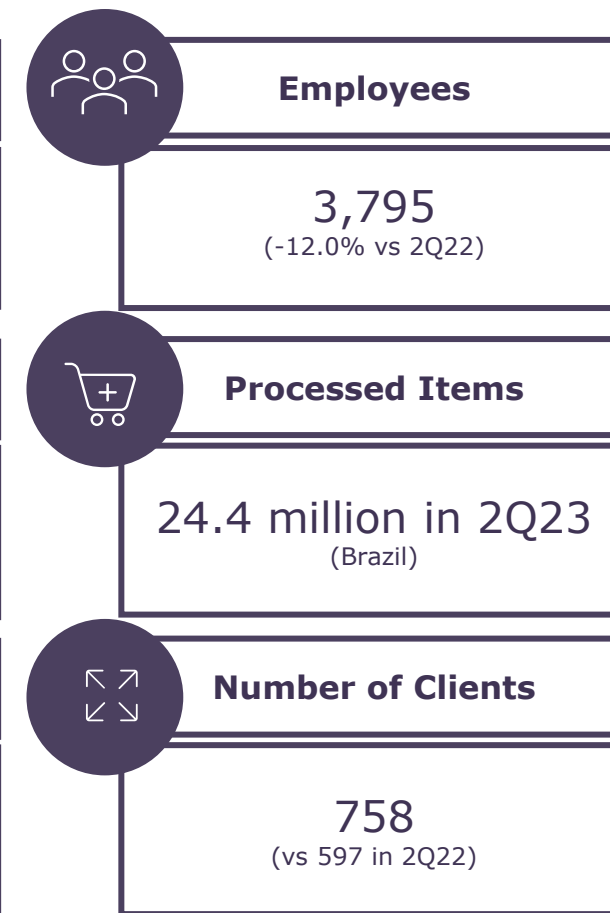 Employees
3,795
(-12.0% vs 2Q22)
Processed Items
24.4 million in 2Q23
(Brazil)
Number of Clients
758
(vs 597 in 2Q22)